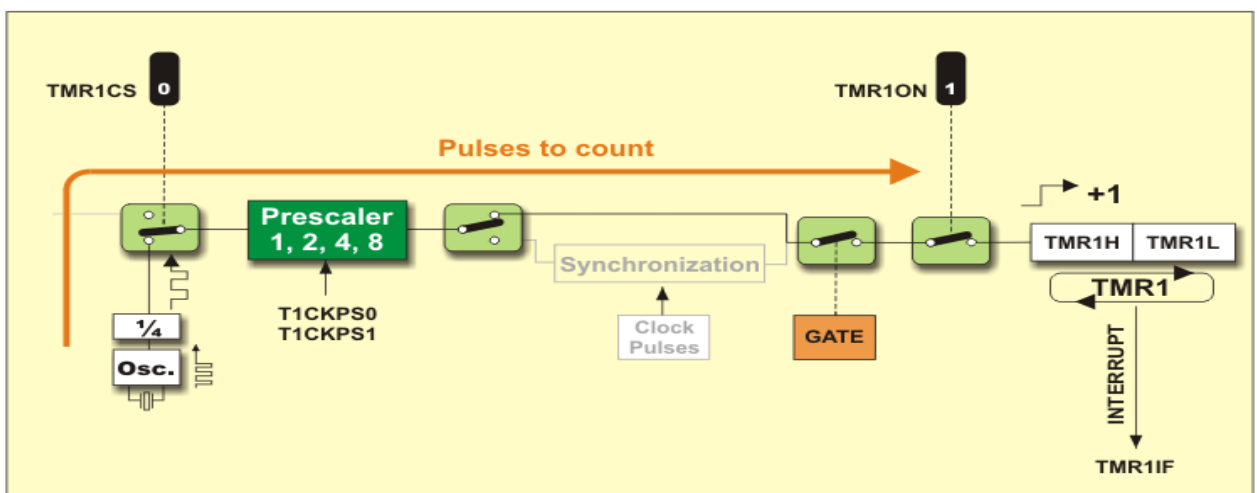 TMR1CS 0
TMR1ON 1
Pulses to count
+1
Prescaler
1, 2, 4, 8
TMR1H TMR1L
Synchronization
TMR1
T1CKPS0
T1CKPS1
¼
Clock
Pulses
GATE
Osc.
INTERRUPT
TMR1IF